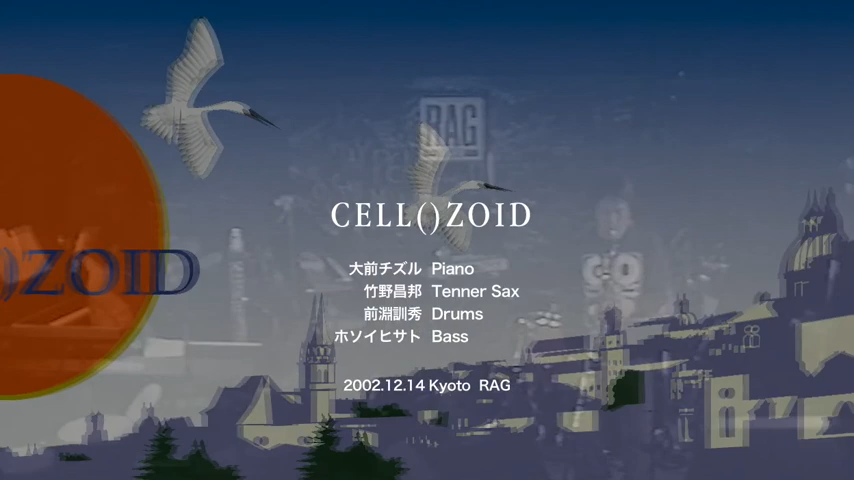 RAG
CELL()ZOID
)ZOID
大前チズル Piano
竹野昌邦 Tenner Sax
前淵訓秀 Drums
ホソイヒサト Bass
2002.12.14 Kyoto RAG